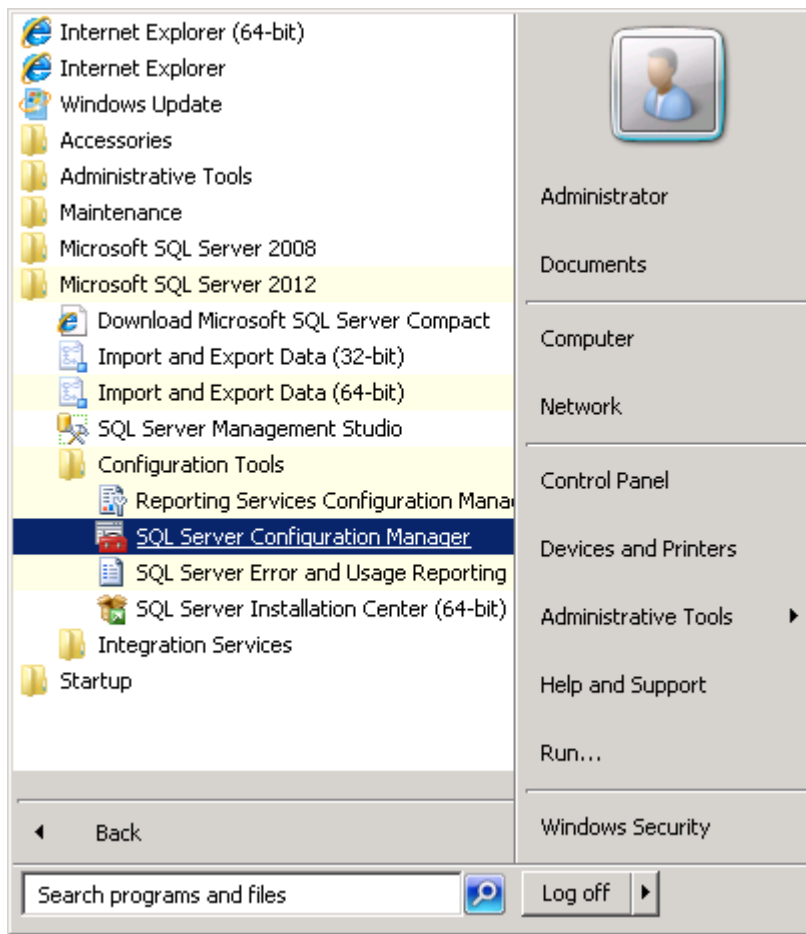 Internet Explorer (64-bit)
Internet Explorer
Windows Update
Accessories
Administrative Tools
Maintenance
Microsoft SQL Server 2008
Microsoft SQL Server 2012
Download Microsoft SQL Server Compact
Import and Export Data (32-bit)
Import and Export Data (64-bit)
SQL Server Management Studio
Configuration Tools
Reporting Services Configuration Mana
SQL Server Configuration Manager
SQL Server Error and Usage Reporting
SQL Server Installation Center (64-bit)
Integration Services
Startup
Back
Search programs and files
Administrator
Documents
Computer
Network
Control Panel
Devices and Printers
Administrative Tools
Help and Support
Run...
Windows Security
Log off